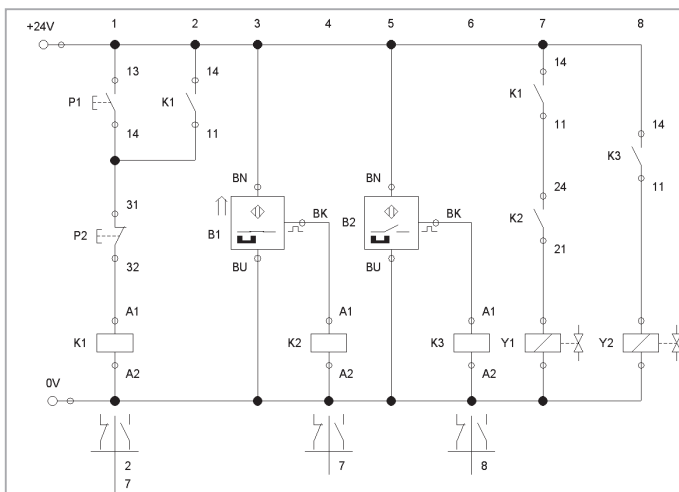 1 2 3 4 5 6 7 8
+24V
13 14 14
P1 K1 K1
14 11 11
14
K3
11
31 BN BN 24
P2 B1 BK B2 BK K2
32 BU BU 21
A1 A1 A1
K1 K2 K3 Y1 Y2
A2 A2 A2
0V
2 7 8
7